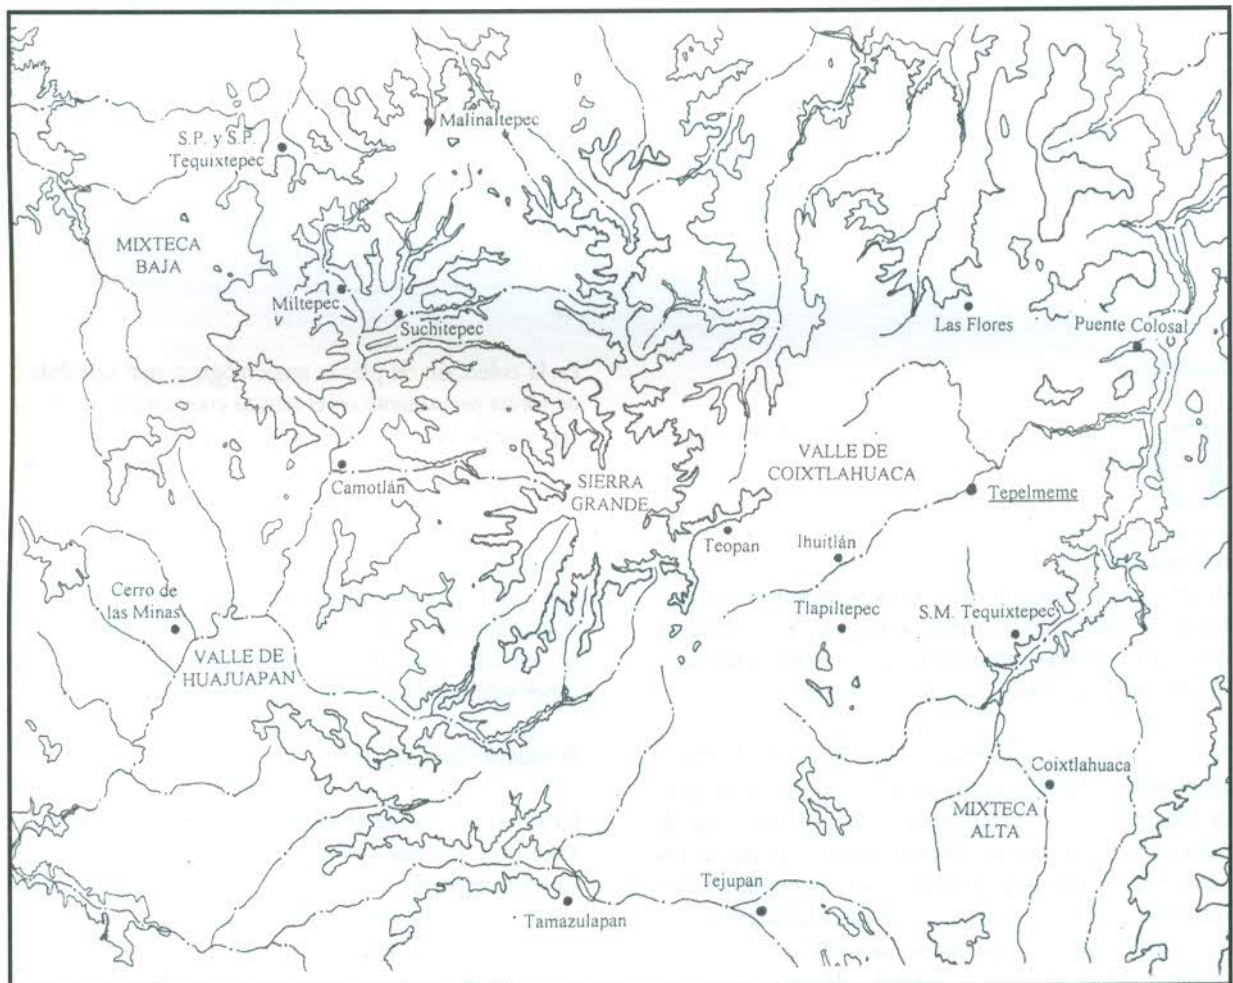 Malinaltepec
S.P. y S.P.
Tequixtepec
MIXTECA
BAJA
Miltepec
Suchitepec
Las Flores
Puente Colosal
VALLE DE
COIXTLAHUACA
Camotlán
SIERRA
GRANDE
Tepelmeme
Teopan
Ihuitlán
Cerro de
las Minas
Tlapiltepec
S.M. Tequixtepec
VALLE DE
HUAJUAPAN
Coixtlahuaca
MIXTECA
ALTA
Tejupan
Tamazulapan